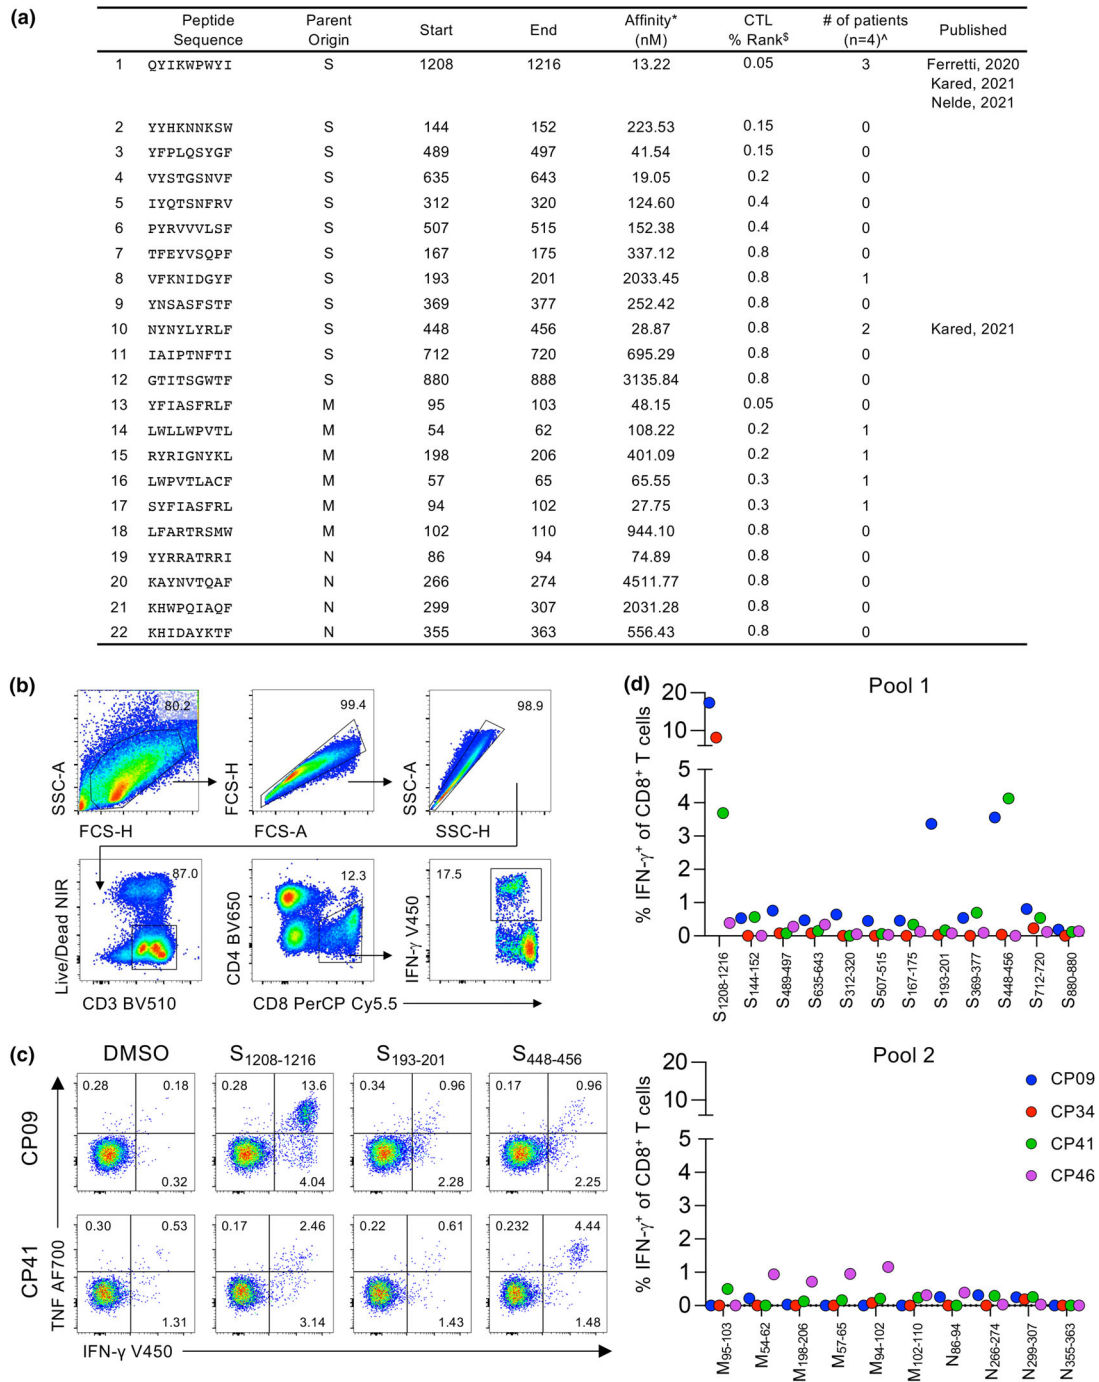 (a)
Peptide Sequence Parent Origin Start End Affinity* (nM) CTL % Rank$ # of patients (n=4)^ Published
1 QYIKWPWYI S 1208 1216 13.22 0.05 3 Ferretti, 2020
Kared, 2021
Nelde, 2021
2 YYHKNNKSW S 144 152 223.53 0.15 0
3 YFPLQSYGF S 489 497 41.54 0.15 0
4 VYSTGSNVF S 635 643 19.05 0.2 0
5 IYQTSNFRV S 312 320 124.60 0.4 0
6 PYRVVVLSF S 507 515 152.38 0.4 0
7 TFEYVSQPF S 167 175 337.12 0.8 0
8 VFKNIDGYF S 193 201 2033.45 0.8 1
9 YNSASFSTF S 369 377 252.42 0.8 0
10 NYNYLYRLF S 448 456 28.87 0.8 2 Kared, 2021
11 IAIPTNFTI S 712 720 695.29 0.8 0
12 GTITSGWTF S 880 888 3135.84 0.8 0
13 YFIASFRLF M 95 103 48.15 0.05 0
14 LWLLWPVTL M 54 62 108.22 0.2 1
15 RYRIGNYKL M 198 206 401.09 0.2 1
16 LWPVTLACF M 57 65 65.55 0.3 1
17 SYFIASFRL M 94 102 27.75 0.3 1
18 LFARTRSMW M 102 110 944.10 0.8 0
19 YYRRATRRI N 86 94 74.89 0.8 0
20 KAYNVTQAF N 266 274 4511.77 0.8 0
21 KHWPQIAQF N 299 307 2031.28 0.8 0
22 KHIDAYKTF N 355 363 556.43 0.8 0
(b)
80.2
SSC-A
FCS-H
99.4
FCS-H
FCS-A
98.9
SSC-A
SSC-H
87.0
Live/Dead NIR
CD3 BV510
12.3
CD4 BV650
CD8 PerCP Cy5.5
17.5
IFN-γ V450
(c)
DMSO S1208-1216 S193-201 S448-456
CP09
0.28 0.18 0.28 13.6 0.34 0.96 0.17 0.96
0.32 4.04 2.28 2.25
CP41
0.30 0.53 0.17 2.46 0.22 0.61 0.232 4.44
1.31 3.14 1.43 1.48
TNF AF700
IFN-γ V450
(d)
Pool 1
% IFN-γ+ of CD8+ T cells
20
10
5
4
3
2
1
0
S1208-1216 S144-152 S489-497 S635-643 S312-320 S507-515 S167-175 S193-201 S369-377 S448-456 S712-720 S880-880
Pool 2
% IFN-γ+ of CD8+ T cells
20
10
5
4
3
2
1
0
CP09
CP34
CP41
CP46
M95-103 M54-62 M198-206 M57-65 M94-102 M102-110 N86-94 N266-274 N299-307 N355-363